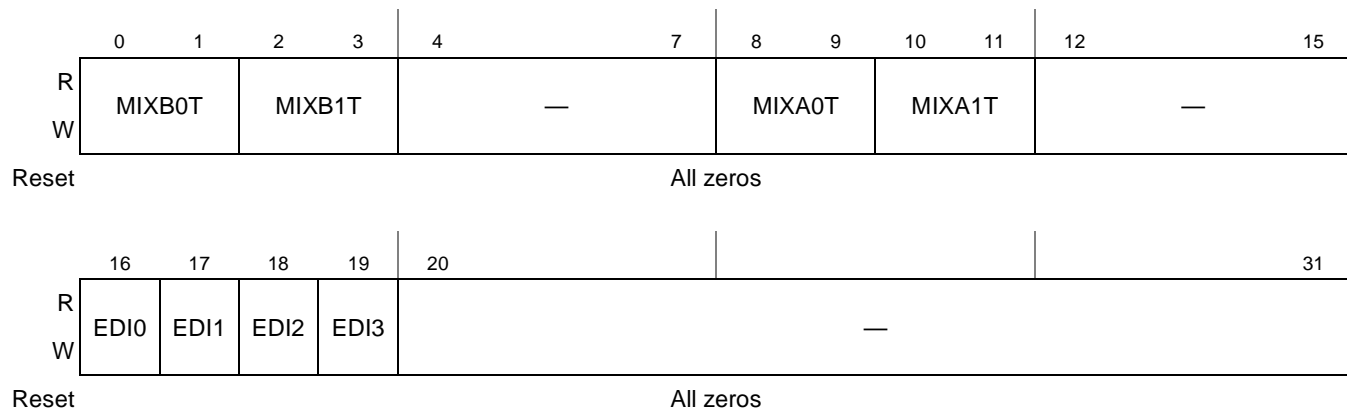 0 1 2 3 4 7 8 9 10 11 12 15
R
MIXB0T MIXB1T — MIXA0T MIXA1T —
W
Reset All zeros
16 17 18 19 20 31
R
EDI0 EDI1 EDI2 EDI3 —
W
Reset All zeros